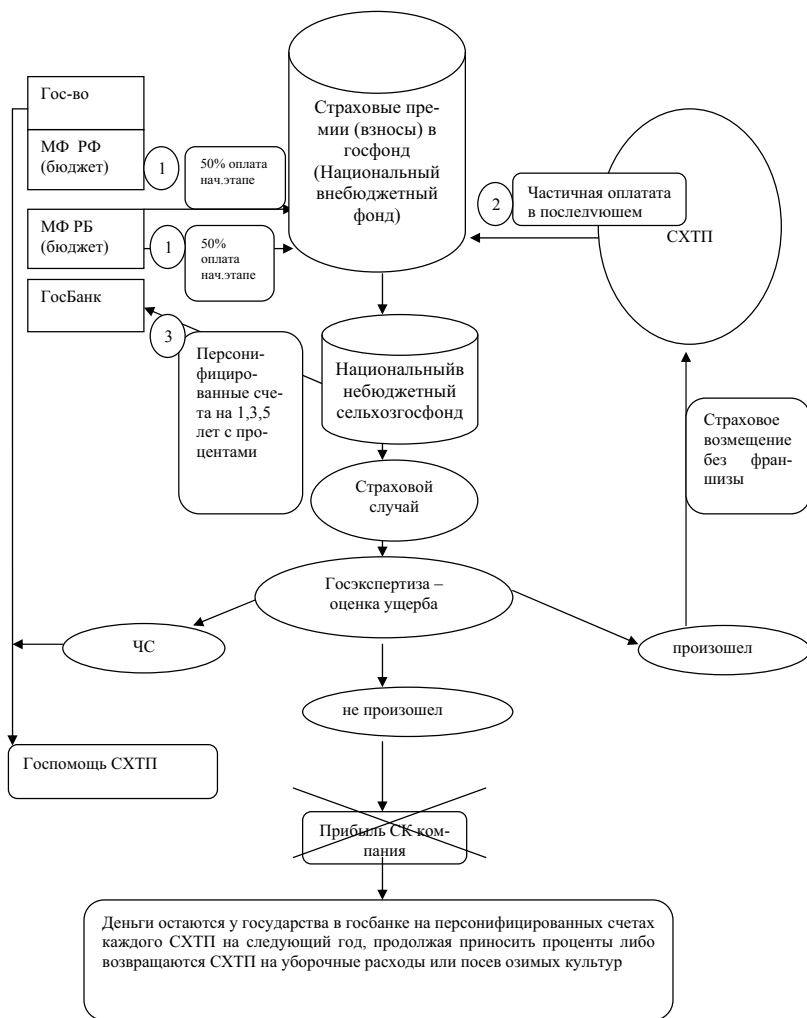 Гос-во
МФ РФ
(бюджет)
1
50% оплата
нач.этапе
МФ РБ
(бюджет)
1
50%
оплата
нач.этапе
ГосБанк
3
Персони-
фицирo-
ванные сче-
та на 1,3,5
лет с про-
центами
Страховые пре-
мии (взносы) в
госфонд
(Национальный
внебюджетный
фонд)
2
Частичная оплатата
в последующем
СХТП
Национальныйв
небюджетный
сельхозгосфонд
Страховой
случай
Страховое
возмещение
без фран-
шизы
Госэкспертиза –
оценка ущерба
ЧС
произошел
не произошел
Госпомощь СХТП
Прибыль СК ком-
пания
Деньги остаются у государства в госбанке на персонифицированных счетах
каждого СХТП на следующий год, продолжая приносить проценты либо
возвращаются СХТП на уборочные расходы или посев озимых культур